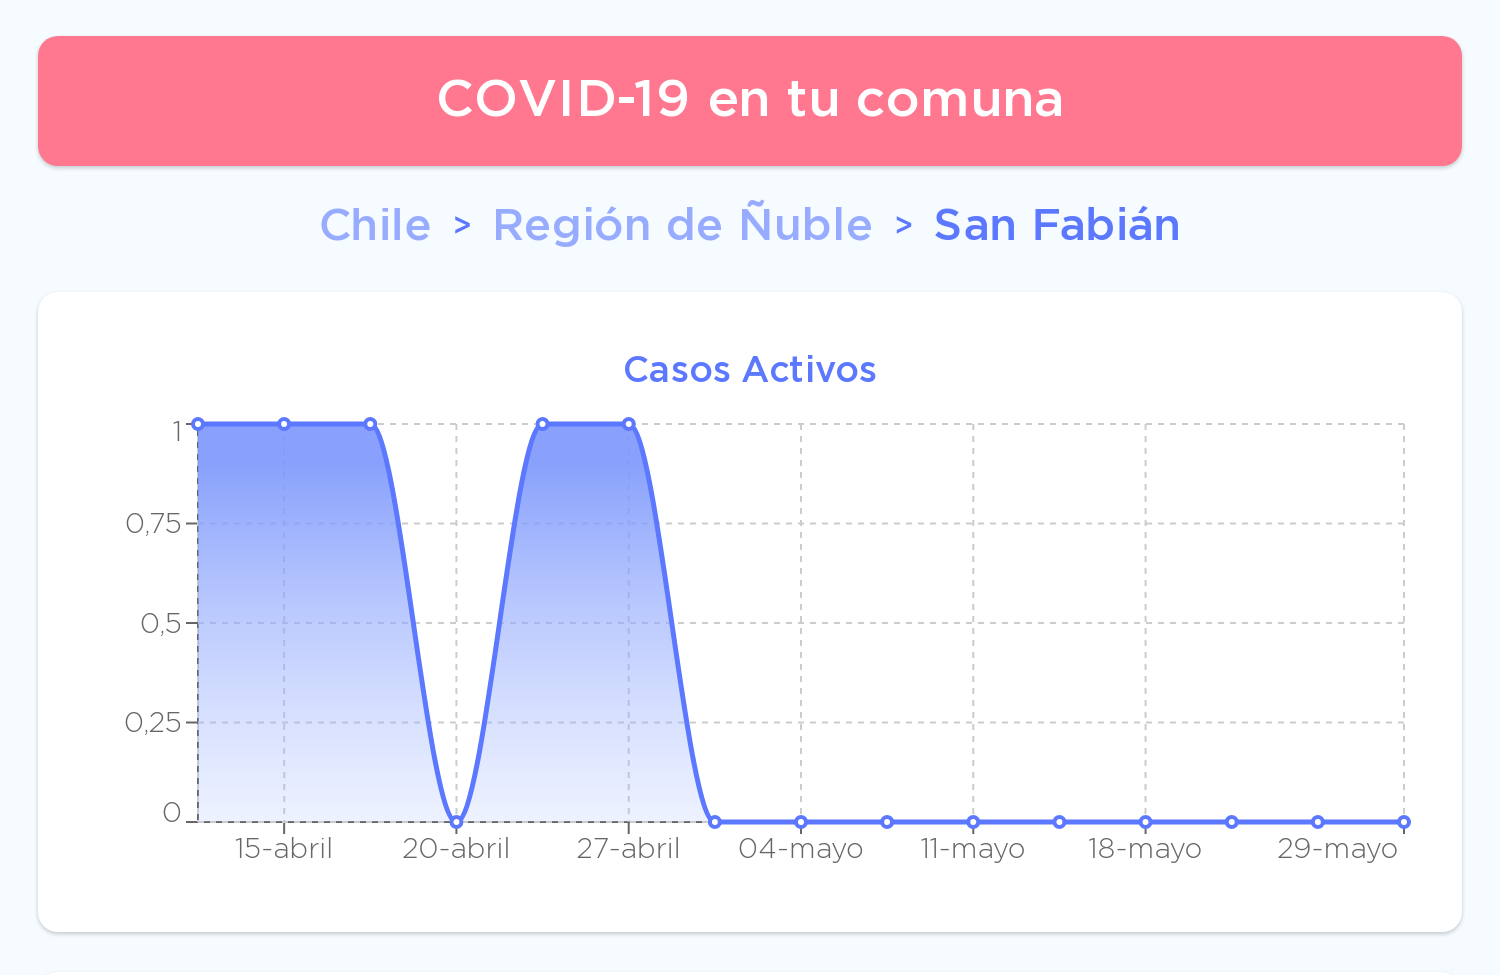 COVID-19 en tu comuna
Chile > Región de Ñuble > San Fabián
Casos Activos
1
0,75
0,5
0,25
0
15-abril 20-abril 27-abril 04-mayo 11-mayo 18-mayo 29-mayo